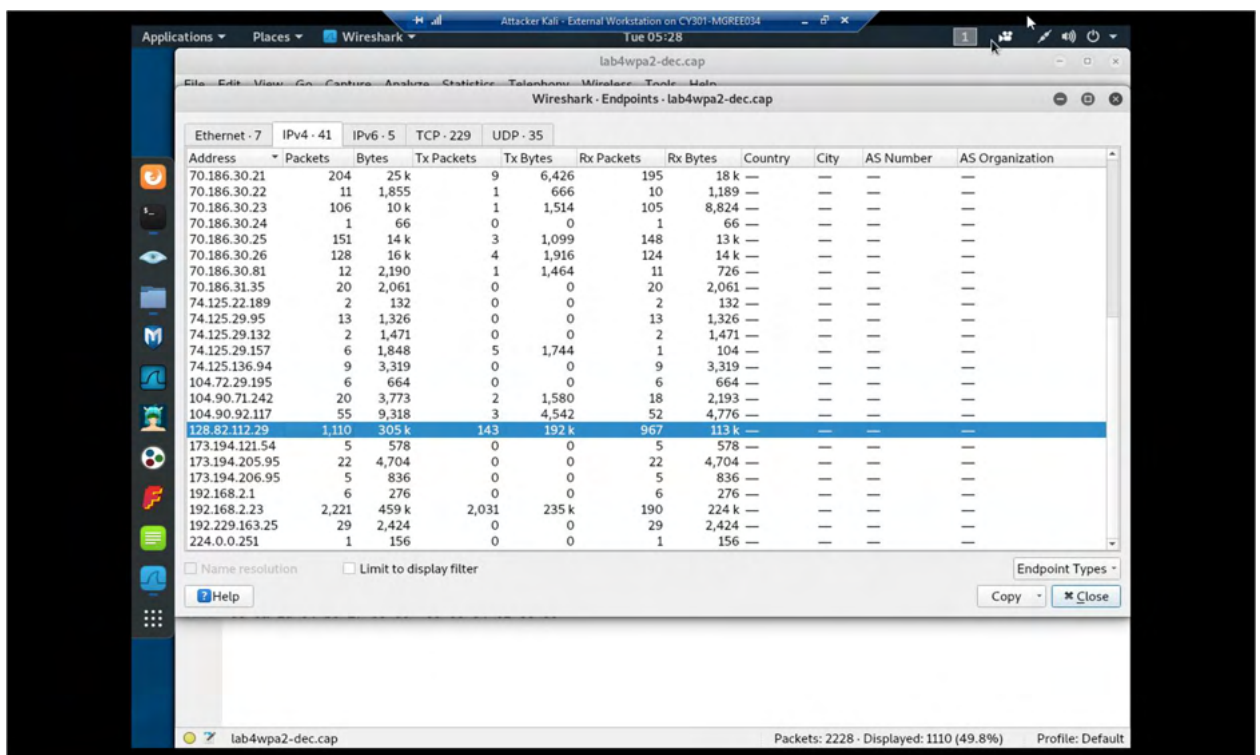 Attacker Kali - External Workstation on CY301-MGREE034
Applications Places Wireshark Tue 05:28 1
lab4wpa2-dec.cap
File Edit View Go Capture Analyze Statistics Telephony Wireless Tools Help
Wireshark · Endpoints · lab4wpa2-dec.cap
Ethernet · 7 IPv4 · 41 IPv6 · 5 TCP · 229 UDP · 35
Address Packets Bytes Tx Packets Tx Bytes Rx Packets Rx Bytes Country City AS Number AS Organization
70.186.30.21 204 25 k 9 6,426 195 18 k — — — —
70.186.30.22 11 1,855 1 666 10 1,189 — — — —
70.186.30.23 106 10 k 1 1,514 105 8,824 — — — —
70.186.30.24 1 66 0 0 1 66 — — — —
70.186.30.25 151 14 k 3 1,099 148 13 k — — — —
70.186.30.26 128 16 k 4 1,916 124 14 k — — — —
70.186.30.81 12 2,190 1 1,464 11 726 — — — —
70.186.31.35 20 2,061 0 0 20 2,061 — — — —
74.125.22.189 2 132 0 0 2 132 — — — —
74.125.29.95 13 1,326 0 0 13 1,326 — — — —
74.125.29.132 2 1,471 0 0 2 1,471 — — — —
74.125.29.157 6 1,848 5 1,744 1 104 — — — —
74.125.136.94 9 3,319 0 0 9 3,319 — — — —
104.72.29.195 6 664 0 0 6 664 — — — —
104.90.71.242 20 3,773 2 1,580 18 2,193 — — — —
104.90.92.117 55 9,318 3 4,542 52 4,776 — — — —
128.82.112.29 1,110 305 k 143 192 k 967 113 k — — — —
173.194.121.54 5 578 0 0 5 578 — — — —
173.194.205.95 22 4,704 0 0 22 4,704 — — — —
173.194.206.95 5 836 0 0 5 836 — — — —
192.168.2.1 6 276 0 0 6 276 — — — —
192.168.2.23 2,221 459 k 2,031 235 k 190 224 k — — — —
192.229.163.25 29 2,424 0 0 29 2,424 — — — —
224.0.0.251 1 156 0 0 1 156 — — — —
Name resolution Limit to display filter Endpoint Types
Help Copy Close
lab4wpa2-dec.cap Packets: 2228 · Displayed: 1110 (49.8%) Profile: Default